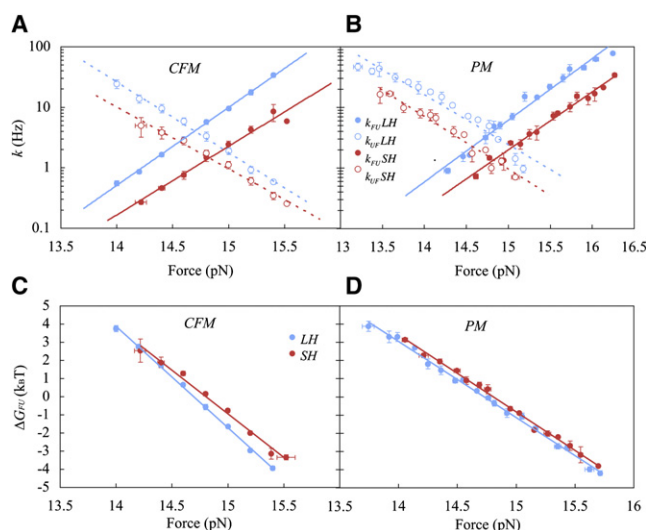 A
B
CFM
PM
k (Hz)
100
10
1
0.1
k_FU LH
k_UF LH
k_FU SH
k_UF SH
13.5 14 14.5 15 15.5 16
13 13.5 14 14.5 15 15.5 16 16.5
Force (pN)
Force (pN)
C
D
CFM
PM
LH
SH
ΔG_FU (kBT)
5
4
3
2
1
0
-1
-2
-3
-4
-5
13.5 14 14.5 15 15.5 16
13.5 14 14.5 15 15.5 16
Force (pN)
Force (pN)